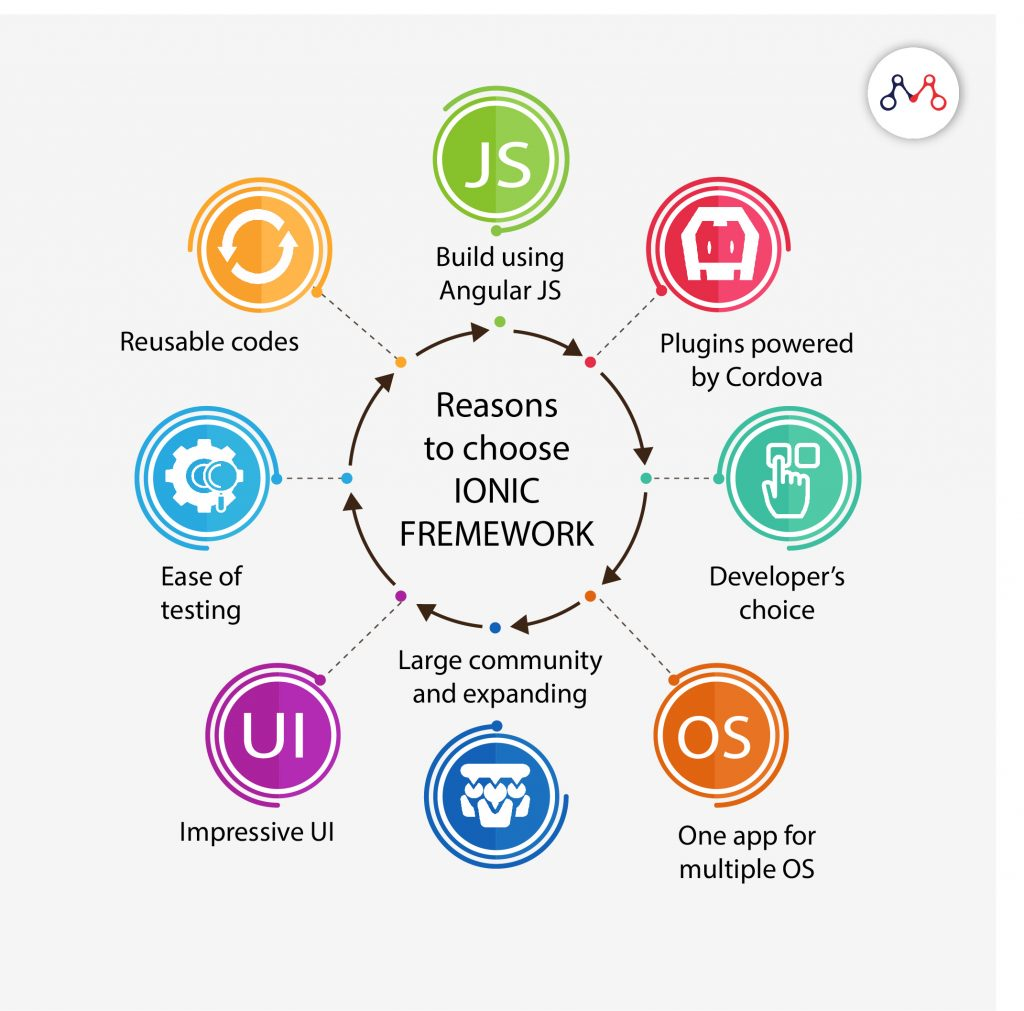 JS
Build using
Angular JS
Plugins powered
by Cordova
Developer’s
choice
OS
One app for
multiple OS
Large community
and expanding
UI
Impressive UI
Ease of
testing
Reusable codes
Reasons
to choose
IONIC
FREMEWORK